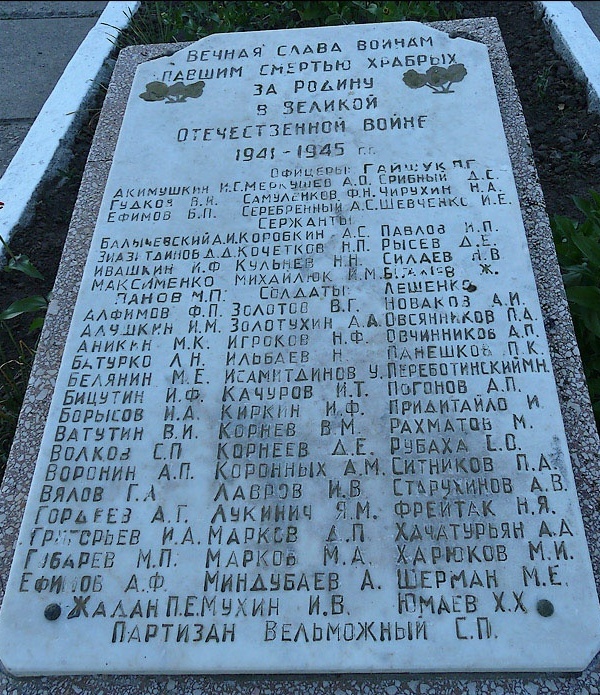 ВЕЧНАЯ СЛАВА ВОИНАМ
ПАВШИМ СМЕРТЬЮ ХРАБРЫХ
ЗА РОДИНУ
В ВЕЛИКОЙ
ОТЕЧЕСТВЕННОЙ ВОЙНЕ
1941-1945 г.г.
ОФИЦЕРЫ: ГАЙЩУК П.Г.
АКИМУШКИН И.С. МЕРКУШЕВ А.О. СРИБНЫЙ Д.С.
ГУДКОВ В.И. САМУЛЕНКОВ Ф.Н. ЧИРУХИН Н.А.
ЕФИМОВ Б.П. СЕРЕБРЕННЫЙ А.С. ШЕВЧЕНКО И.Е.
СЕРЖАНТЫ:
БАЛЫЧЕВСКИЙ А.И. КОРОБКИН А.С. ПАВЛОВ И.П.
ЗИАЗЕТДИНОВ Д.Д. КОЧЕТКОВ Н.П. РЫСЕВ Д.Е.
ИВАШКИН И.Ф. КУЛЬНЕВ Н.Н. СИЛАЕВ Я.В.
МАКСИМЕНКО МИХАЙЛЮК И.М. Ж.
ПАНОВ М.П. СОЛДАТЫ: ЛЕЩЕНКО
АЛФИМОВ Ф.П. ЗОЛОТОВ В.Г. НОВАКОВ А.И.
АЛУШКИН И.М. ЗОЛОТУХИН А.А. ОВСЯННИКОВ П.Д.
АНИКИН М.К. ИГРОКОВ Н.Ф. ОВЧИННИКОВ А.П.
БАТУРКО Л.Н. ИЛЬБАЕВ Н. ПАНЕШКОВ П.К.
БЕЛЯНИН М.Е. ИСАМИТДИНОВ У. ПЕРЕБОТИНСКИЙ М.Н.
БИЦУТИН И.Ф. КАЧУРОВ И.Т. ПОГОНОВ А.П.
БОРЫСОВ И.А. КИРКИН И.Ф. ПРИДИТАЙЛО И.
ВАТУТИН В.И. КОРНЕВ В.М. РАХМАТОВ М.
ВОЛКОВ С.П. КОРНЕЕВ Д.Е. РУБАХА С.О.
ВОРОНИН А.П. КОРОННЫХ А.М. СИТНИКОВ П.А.
ВЯЛОВ Г.А. ЛАВРОВ И.В. СТАРУХИНОВ А.В.
ГОРДЕЕВ А.Г. ЛУКИНИЧ Я.М. ФРЕЙТАК Н.Я.
ГРИГОРЬЕВ И.А. МАРКОВ А.П. ХАЧАТУРЬЯН А.А.
ГУБАРЕВ М.П. МАРКОВ М.А. ХАРЮКОВ М.И.
ЕФИМОВ А.Ф. МИНДУБАЕВ А. ШЕРМАН М.Е.
ЖАДАН П.Е. МУХИН И.В. ЮМАЕВ Х.Х.
ПАРТИЗАН ВЕЛЬМОЖНЫЙ С.П.